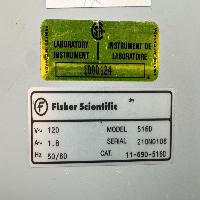 LABORATORY INSTRUMENT DE
INSTRUMENT LABORATOIRE
1000124
Fisher Scientific
V~ 120 MODEL 516D
A~ 1.8 SERIAL 210N0106
Hz 50/60 CAT. 11-690-516D